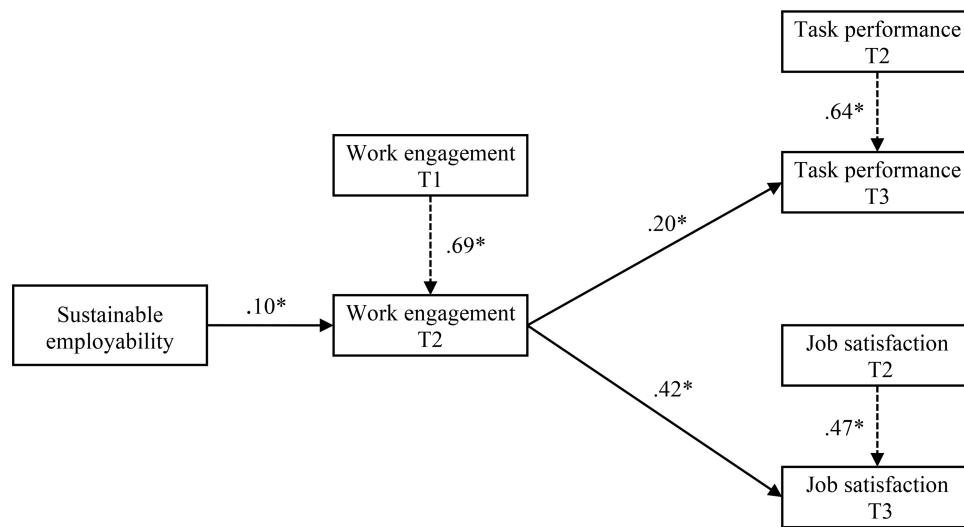 Task performance
T2
.64*
Work engagement
T1
Task performance
T3
.20*
.69*
Sustainable
employability
.10*
Work engagement
T2
Job satisfaction
T2
.42*
.47*
Job satisfaction
T3